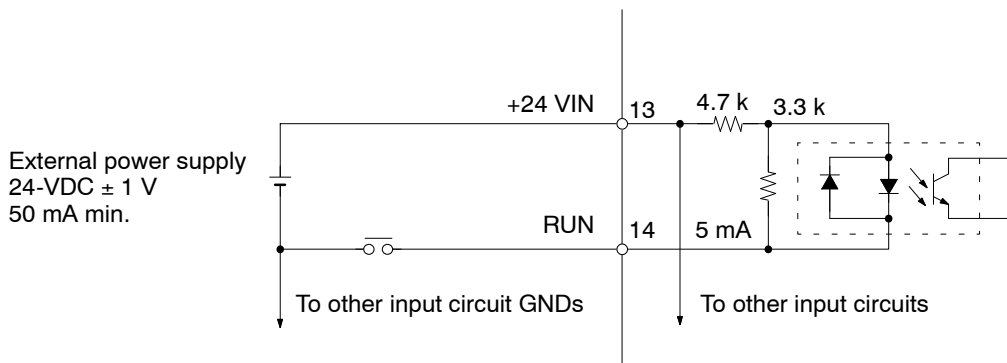 +24 VIN 13 4.7 k 3.3 k
External power supply
24-VDC ± 1 V
50 mA min.
RUN 14 5 mA
To other input circuit GNDs To other input circuits